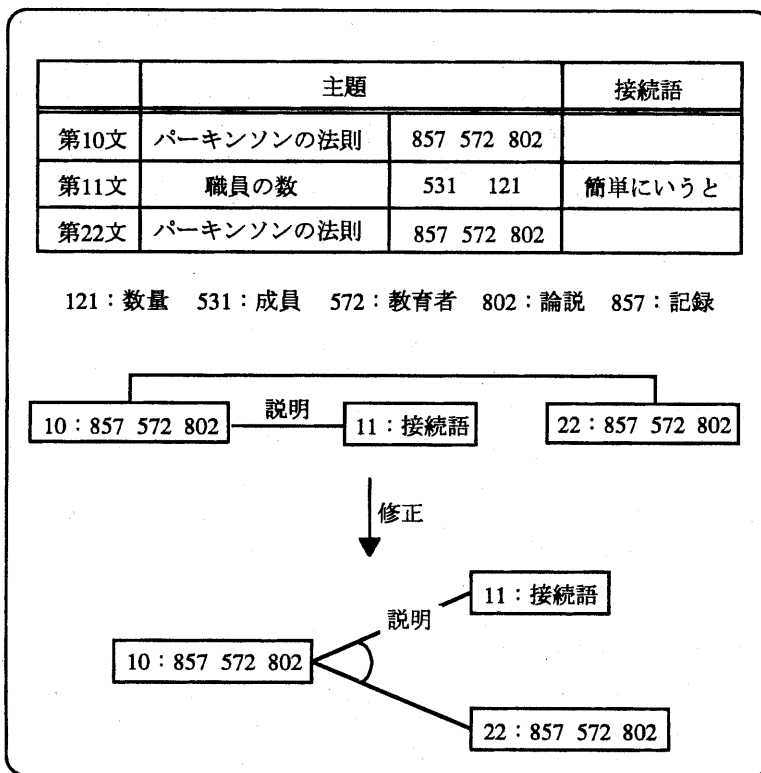 主題 接続語
第10文 パーキンソンの法則 857 572 802
第11文 職員の数 531 121 簡単にいうと
第22文 パーキンソンの法則 857 572 802
121：数量 531：成員 572：教育者 802：論説 857：記録
説明
10：857 572 802 11：接続語 22：857 572 802
修正
11：接続語
説明
10：857 572 802
22：857 572 802